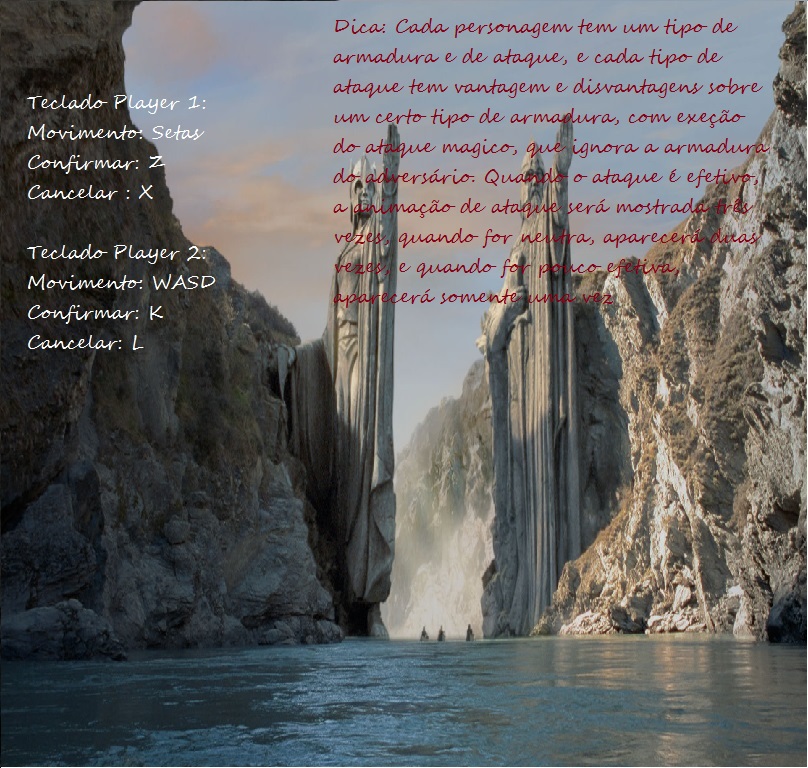 Teclado Player 1:
Movimento: Setas
Confirmar: Z
Cancelar : X
Teclado Player 2:
Movimento: WASD
Confirmar: K
Cancelar: L
Dica: Cada personagem tem um tipo de
armadura e de ataque, e cada tipo de
ataque tem vantagem e disvantagens sobre
um certo tipo de armadura, com exeção
do ataque magico, que ignora a armadura
do adversário. Quando o ataque é efetivo,
a animação de ataque será mostrada três
vezes, quando for neutra, aparecerá duas
vezes, e quando for pouco efetiva,
aparecerá somente uma vez